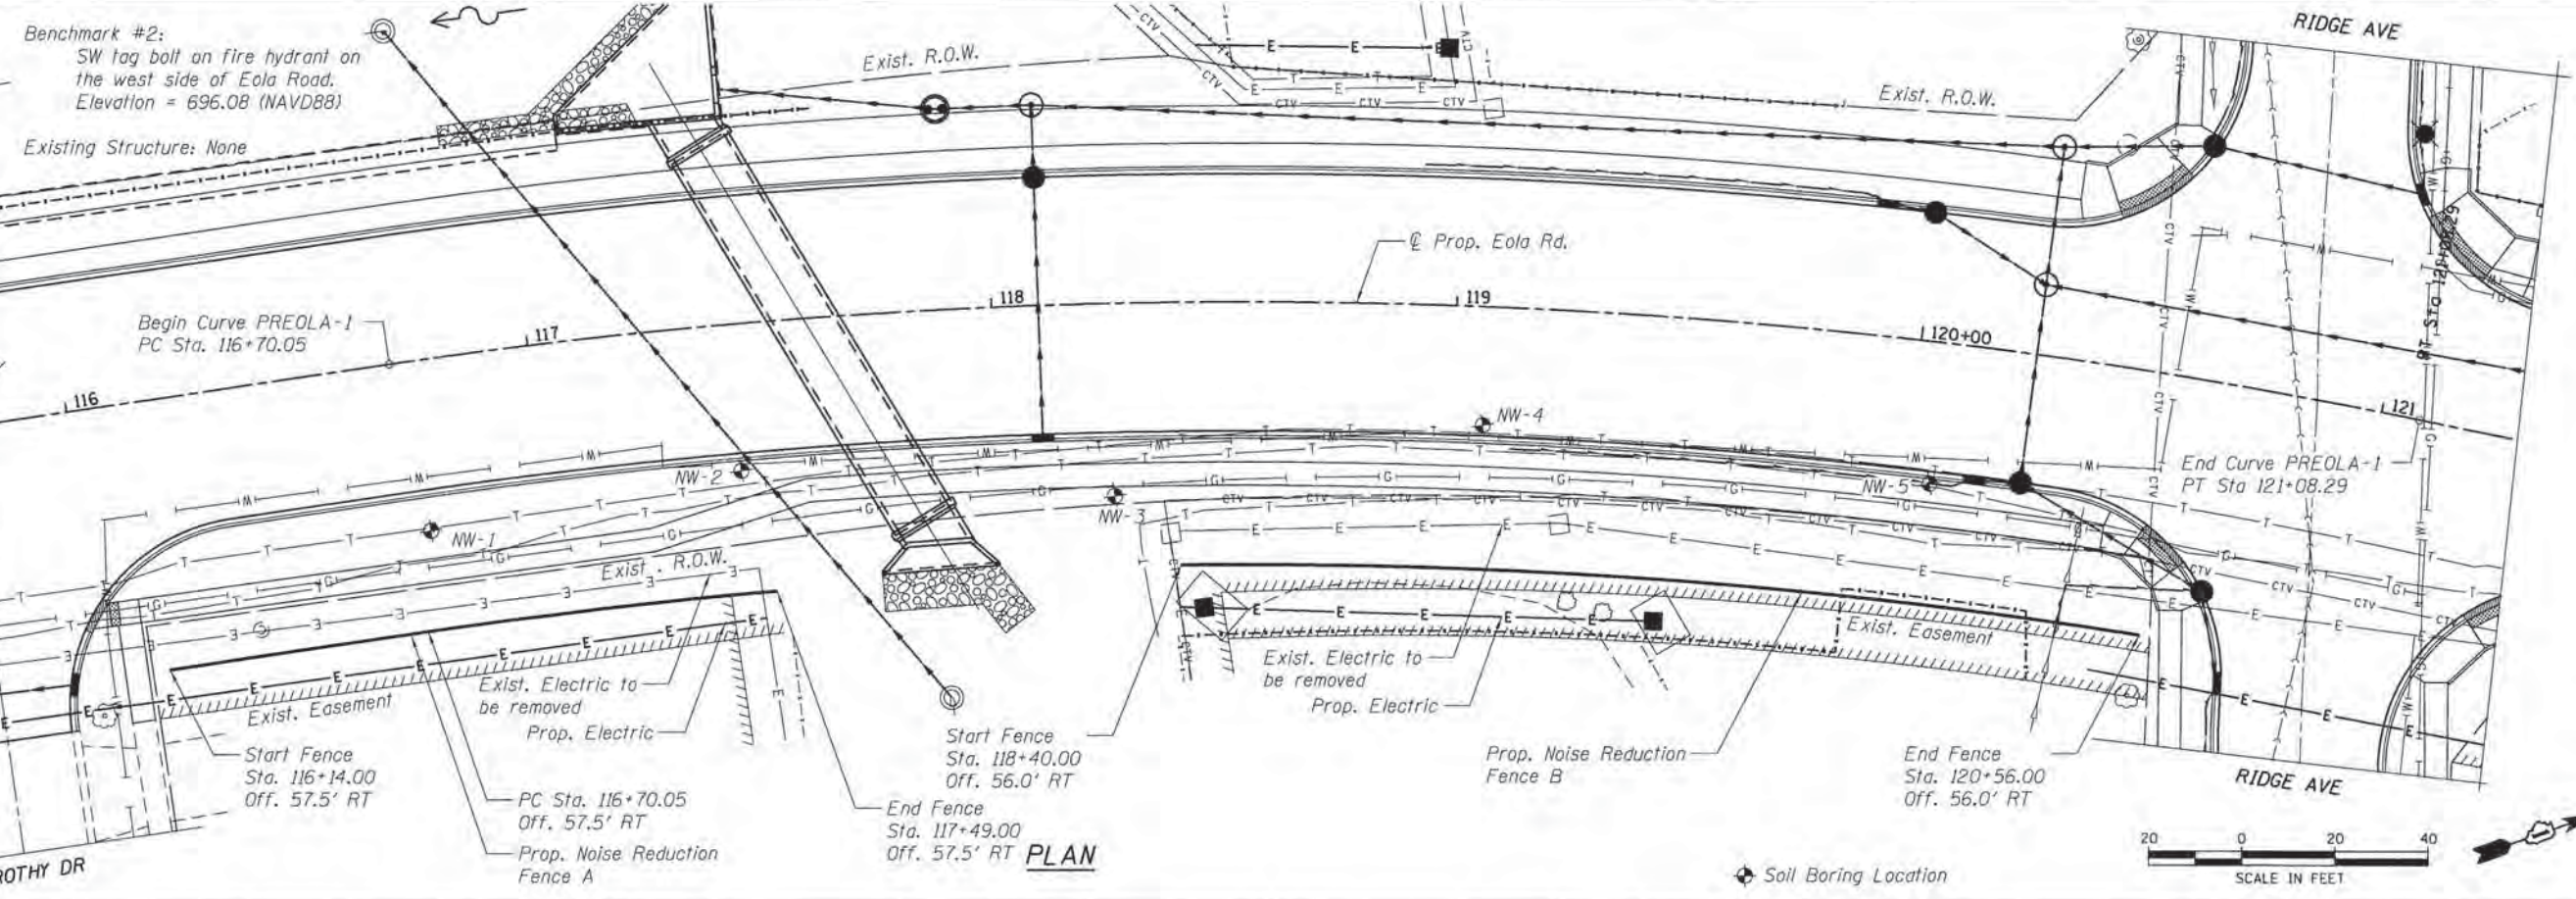 Benchmark #2:
SW tag bolt on fire hydrant on
the west side of Eola Road.
Elevation = 696.08 (NAVD88)
Existing Structure: None
Exist. R.O.W.
Exist. R.O.W.
RIDGE AVE
℄ Prop. Eola Rd.
Begin Curve PREOLA-1
PC Sta. 116+70.05
116
117
118
119
120+00
121
End Curve PREOLA-1
PT Sta 121+08.29
NW-1
NW-2
NW-3
NW-4
NW-5
Exist. R.O.W.
Exist. Easement
Exist. Electric to
be removed
Prop. Electric
Start Fence
Sta. 116+14.00
Off. 57.5' RT
PC Sta. 116+70.05
Off. 57.5' RT
Prop. Noise Reduction
Fence A
End Fence
Sta. 117+49.00
Off. 57.5' RT
Start Fence
Sta. 118+40.00
Off. 56.0' RT
Exist. Electric to
be removed
Prop. Electric
Exist. Easement
Prop. Noise Reduction
Fence B
End Fence
Sta. 120+56.00
Off. 56.0' RT
RIDGE AVE
ROTHY DR
PLAN
Soil Boring Location
20 0 20 40
SCALE IN FEET